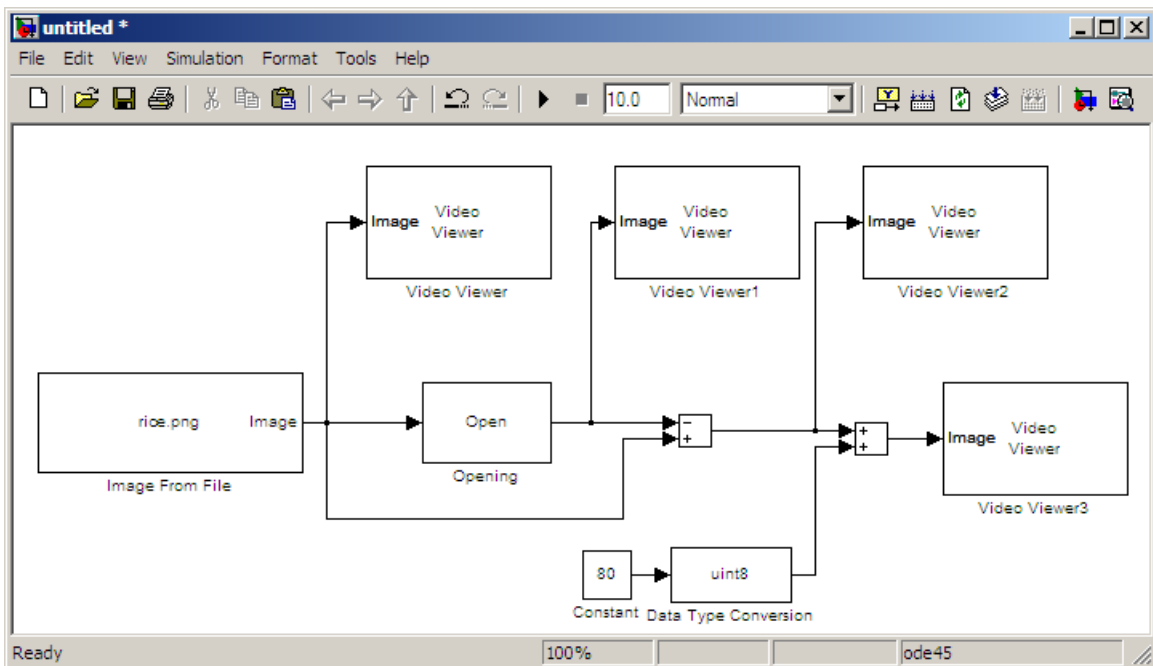 untitled *
File Edit View Simulation Format Tools Help
10.0 Normal
Image Video Viewer
Video Viewer
Image Video Viewer
Video Viewer1
Image Video Viewer
Video Viewer2
rice.png Image
Image From File
Open
Opening
−
+
+
+
Image Video Viewer
Video Viewer3
80
Constant
uint8
Data Type Conversion
Ready 100% ode45